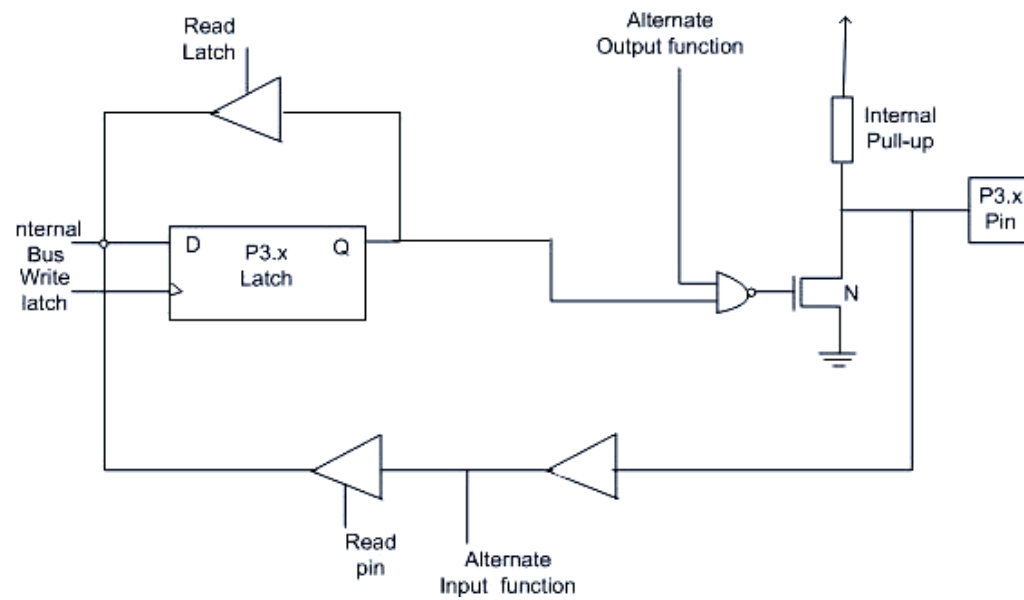 Read
Latch
Alternate
Output function
Internal
Pull-up
P3.x
Pin
nternal
Bus
Write
latch
D
P3.x
Latch
Q
N
Read
pin
Alternate
Input function